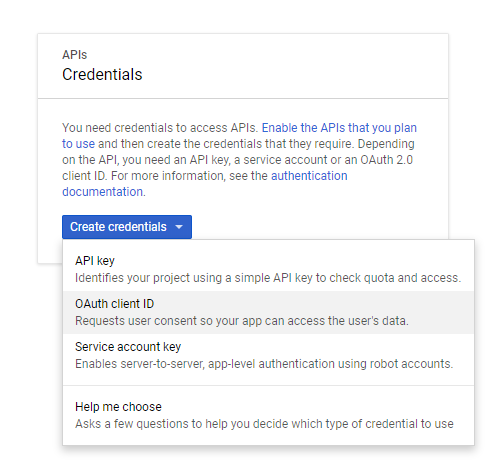 APIs
Credentials
You need credentials to access APIs. Enable the APIs that you plan
to use and then create the credentials that they require. Depending
on the API, you need an API key, a service account or an OAuth 2.0
client ID. For more information, see the authentication
documentation.
Create credentials
API key
Identifies your project using a simple API key to check quota and access.
OAuth client ID
Requests user consent so your app can access the user's data.
Service account key
Enables server-to-server, app-level authentication using robot accounts.
Help me choose
Asks a few questions to help you decide which type of credential to use